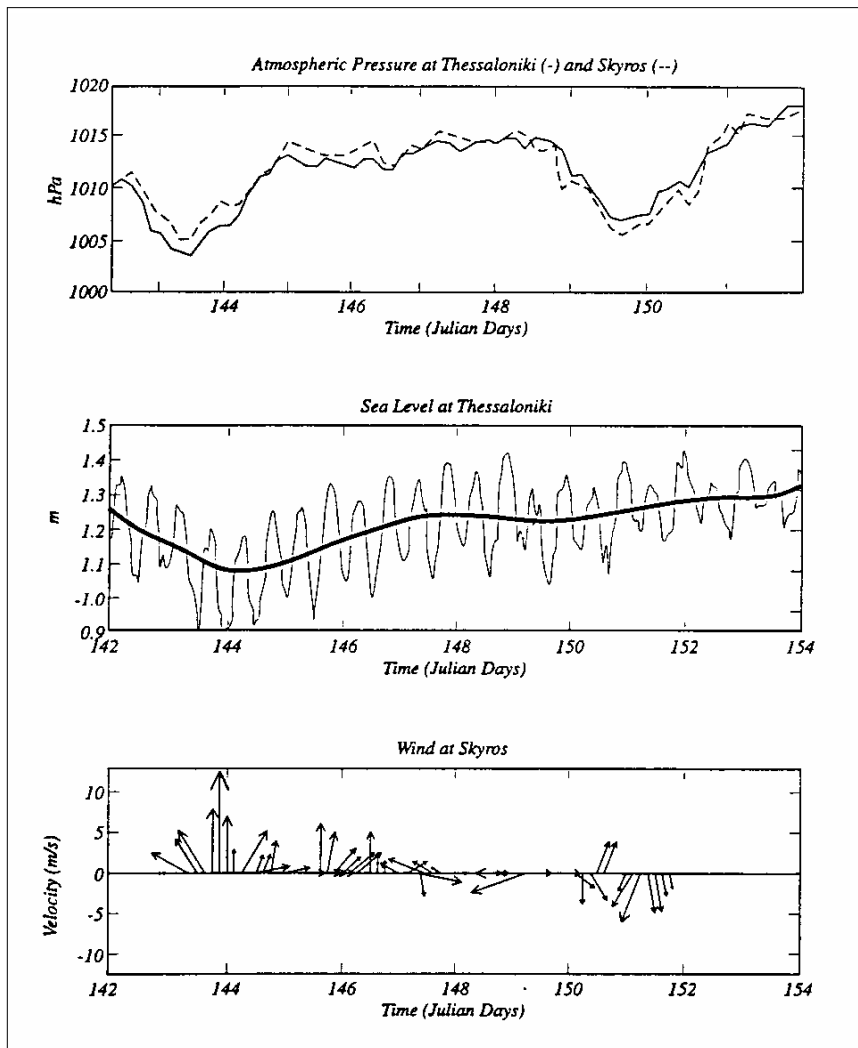 Atmospheric Pressure at Thessaloniki (-) and Skyros (--)
1020
1015
1010
1005
1000
hPa
144 146 148 150
Time (Julian Days)
Sea Level at Thessaloniki
1.5
1.4
1.3
1.2
1.1
-1.0
0.9
m
142 144 146 148 150 152 154
Time (Julian Days)
Wind at Skyros
10
5
0
-5
-10
Velocity (m/s)
142 144 146 148 150 152 154
Time (Julian Days)